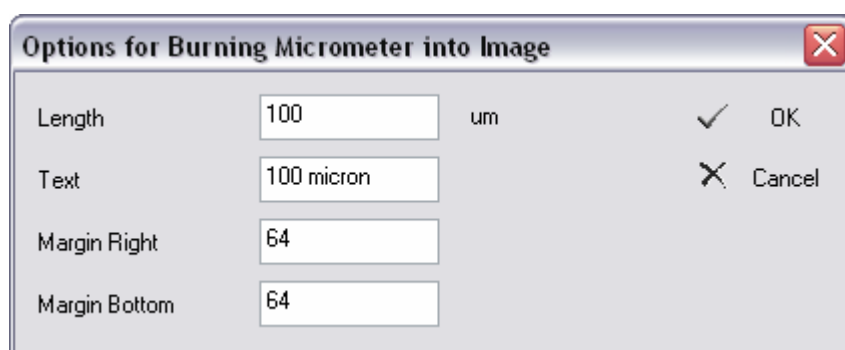 Options for Burning Micrometer into Image
Length 100 um OK
Text 100 micron Cancel
Margin Right 64
Margin Bottom 64